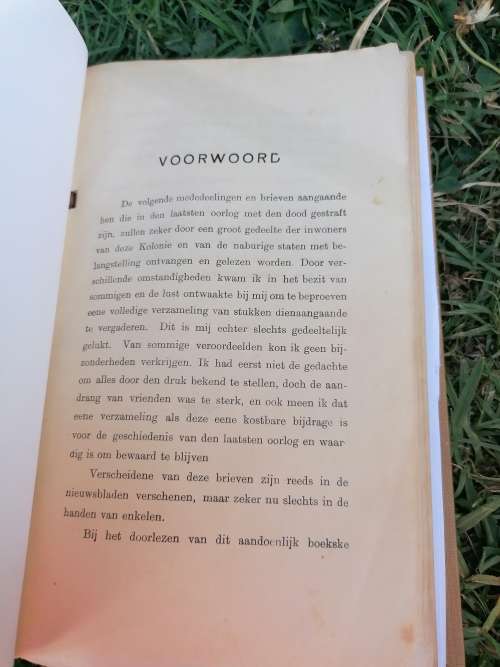 VOORWOORD
De volgende mededeelingen en brieven aangaande
hen die in den laatsten oorlog met den dood gestraft
zijn, zullen zeker door een groot gedeelte der inwoners
van deze Kolonie en van de naburige staten met be-
langstelling ontvangen en gelezen worden. Door ver-
schillende omstandigheden kwam ik in het bezit van
sommigen en de lust ontwaakte bij mij om te beproeven
eene volledige verzameling van stukken dienaangaande
te vergaderen. Dit is mij echter slechts gedeeltelijk
gelukt. Van sommige veroordeelden kon ik geen bij-
zonderheden verkrijgen. Ik had eerst niet de gedachte
om alles door den druk bekend te stellen, doch de aan-
drang van vrienden was te sterk, en ook meen ik dat
eene verzameling als deze eene kostbare bijdrage is
voor de geschiedenis van den laatsten oorlog en waar-
dig is om bewaard te blijven
Verscheidene van deze brieven zijn reeds in de
nieuwsbladen verschenen, maar zeker nu slechts in de
handen van enkelen.
Bij het doorlezen van dit aandoenlijk boekske